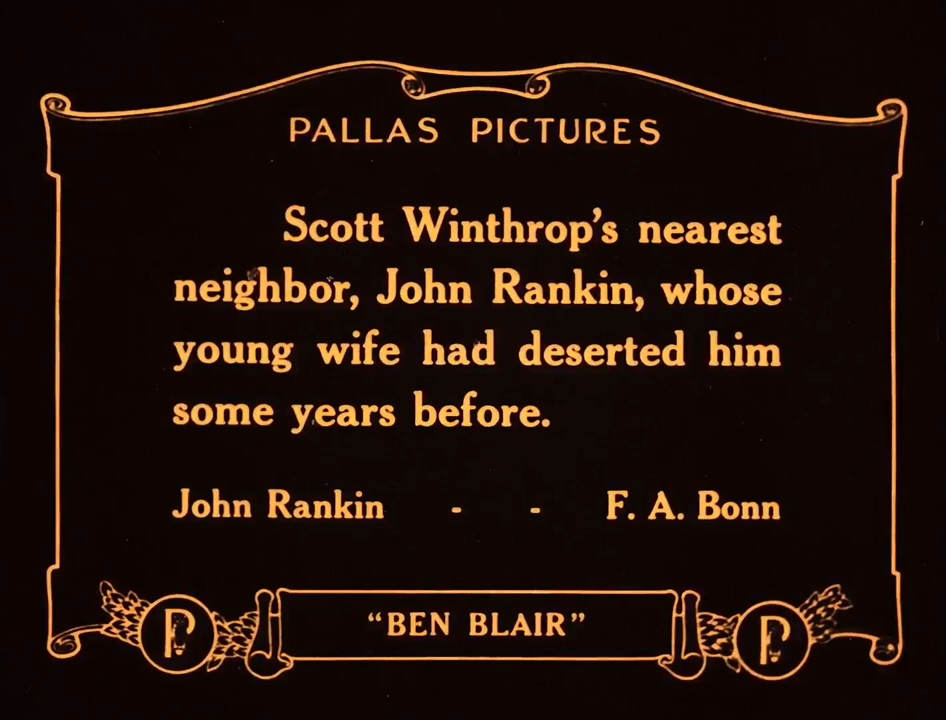 PALLAS PICTURES
Scott Winthrop's nearest
neighbor, John Rankin, whose
young wife had deserted him
some years before.
John Rankin - - F. A. Bonn
P "BEN BLAIR" P